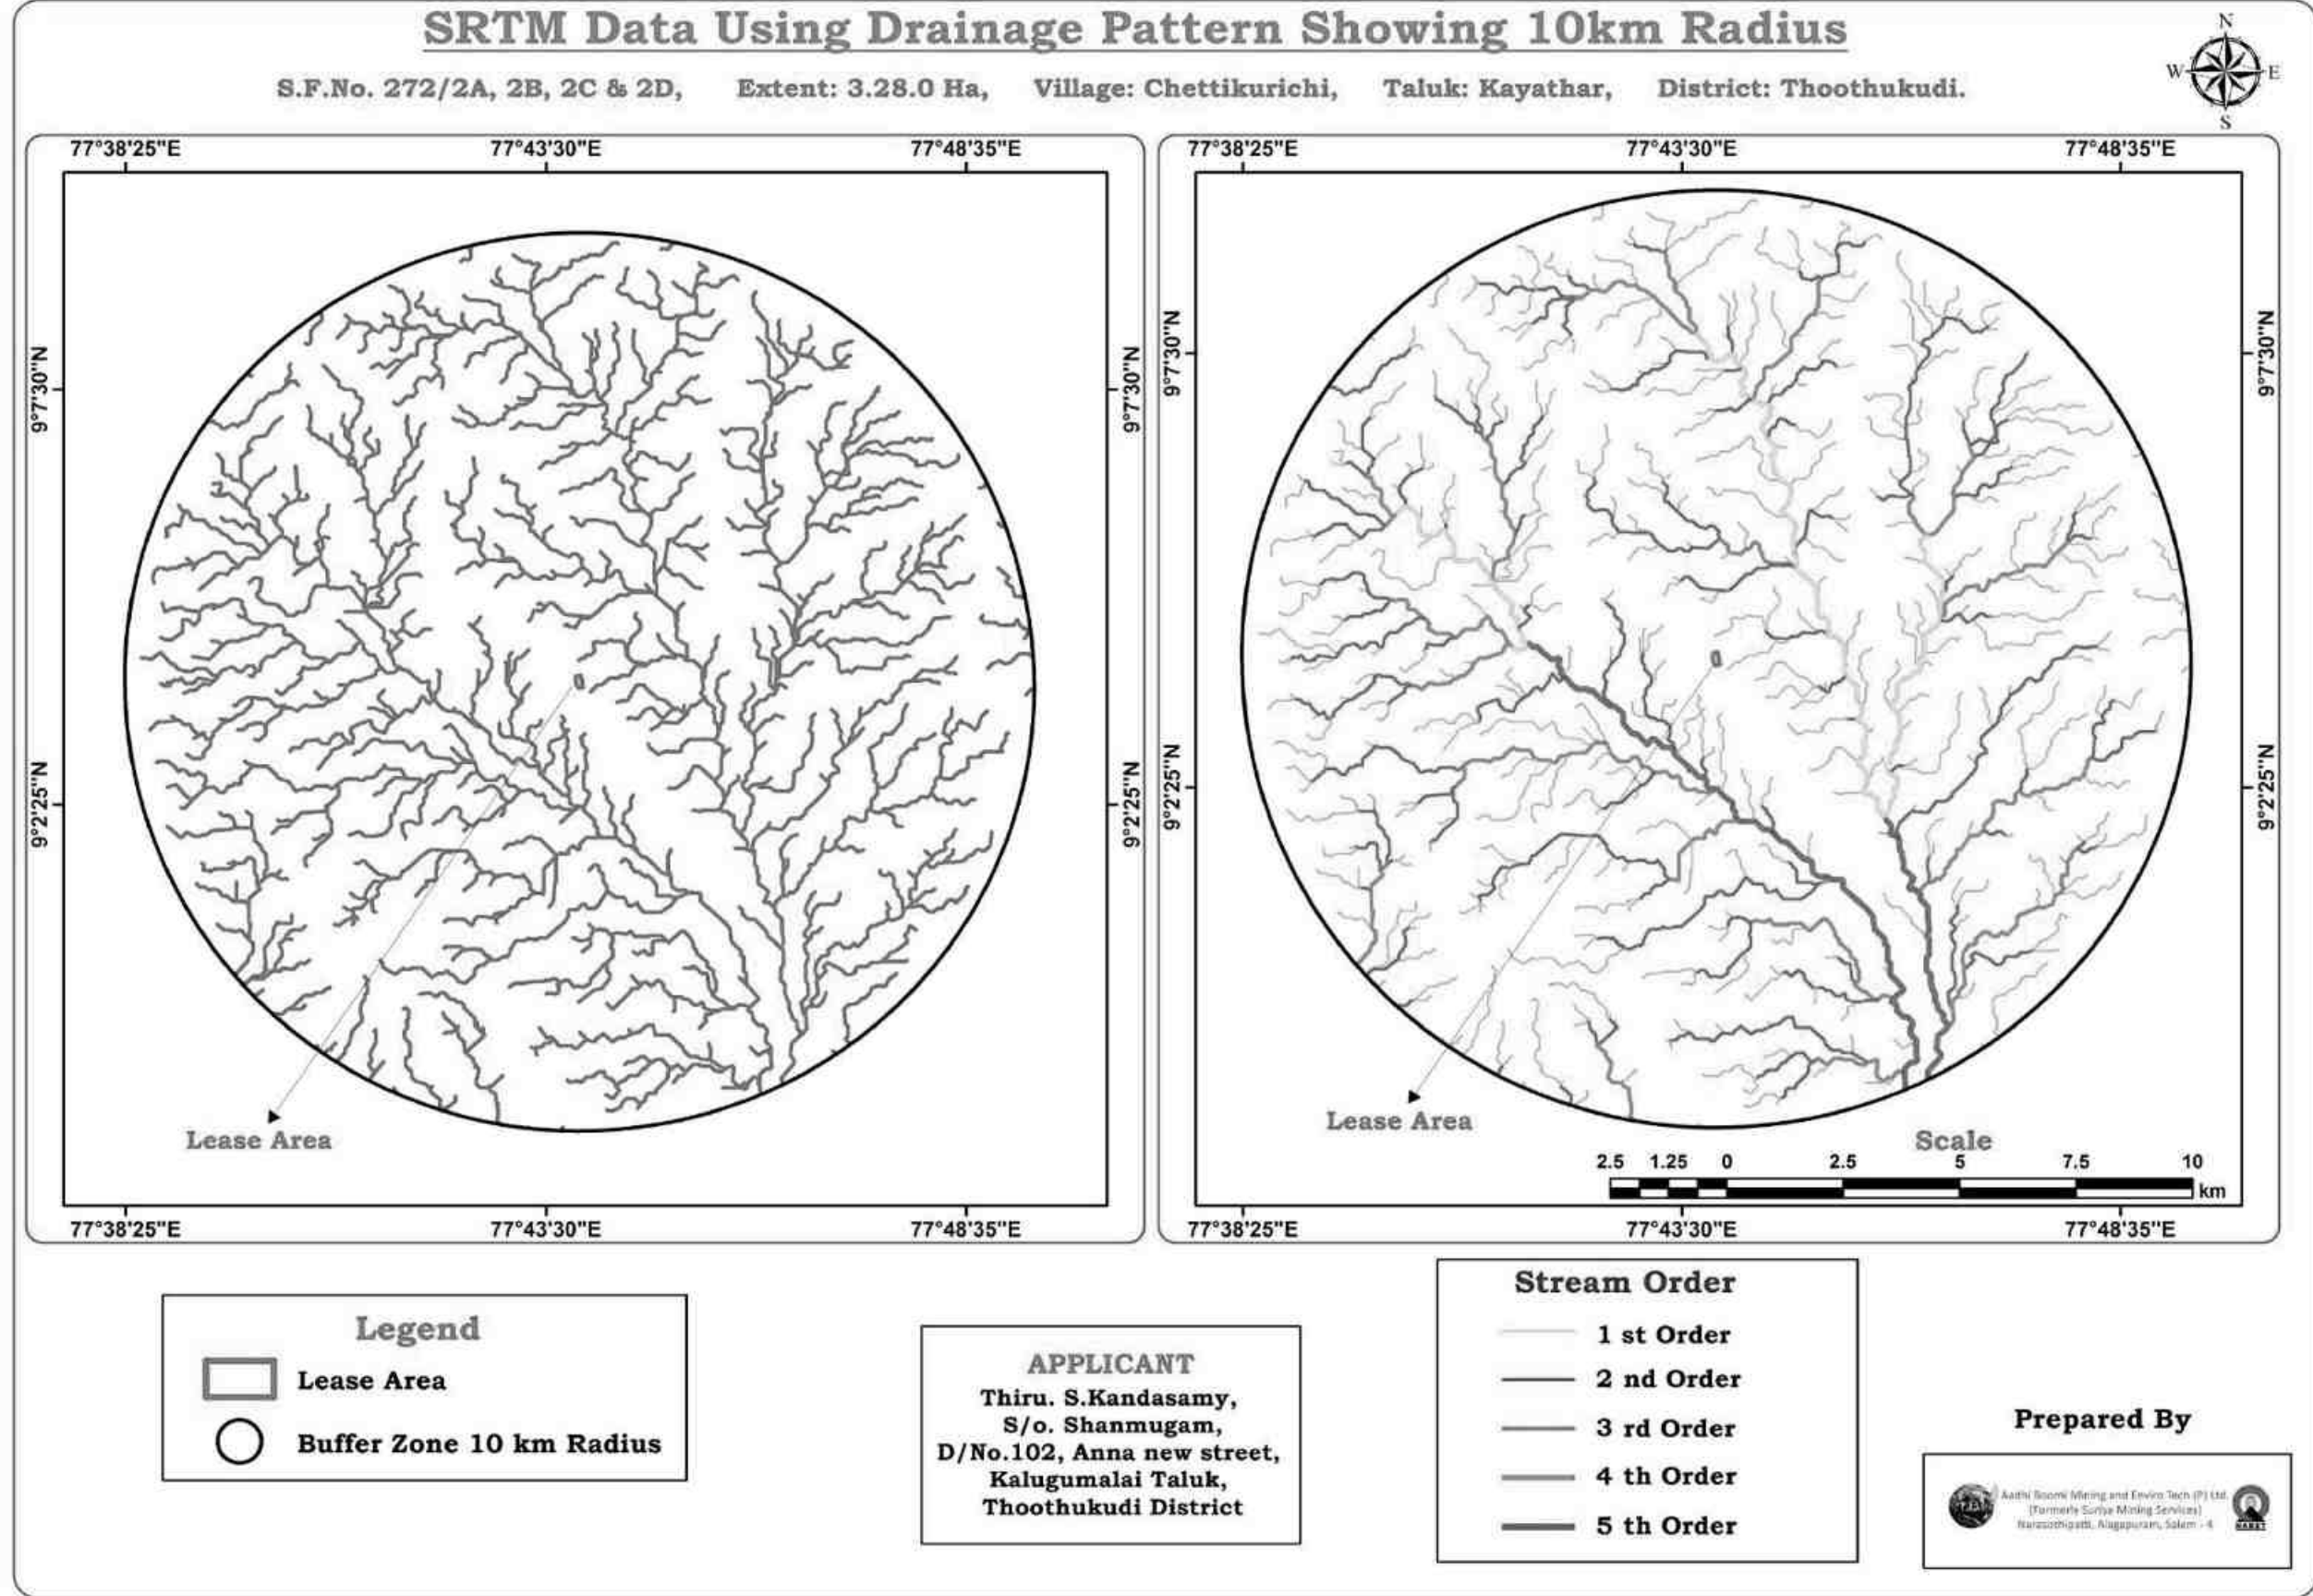 SRTM Data Using Drainage Pattern Showing 10km Radius
S.F.No. 272/2A, 2B, 2C & 2D, Extent: 3.28.0 Ha, Village: Chettikurichi, Taluk: Kayathar, District: Thoothukudi.
N
W E
S
77°38'25"E 77°43'30"E 77°48'35"E
9°7'30"N 9°7'30"N
9°2'25"N 9°2'25"N
Lease Area
77°38'25"E 77°43'30"E 77°48'35"E
77°38'25"E 77°43'30"E 77°48'35"E
9°7'30"N 9°7'30"N
9°2'25"N 9°2'25"N
Lease Area
Scale
2.5 1.25 0 2.5 5 7.5 10
km
77°38'25"E 77°43'30"E 77°48'35"E
Legend
Lease Area
Buffer Zone 10 km Radius
APPLICANT
Thiru. S.Kandasamy,
S/o. Shanmugam,
D/No.102, Anna new street,
Kalugumalai Taluk,
Thoothukudi District
Stream Order
1 st Order
2 nd Order
3 rd Order
4 th Order
5 th Order
Prepared By
Aadhi Boomi Mining and Enviro Tech (P) Ltd.
(Formerly Suriya Mining Services)
Narasothipatti, Alagapuram, Salem - 4